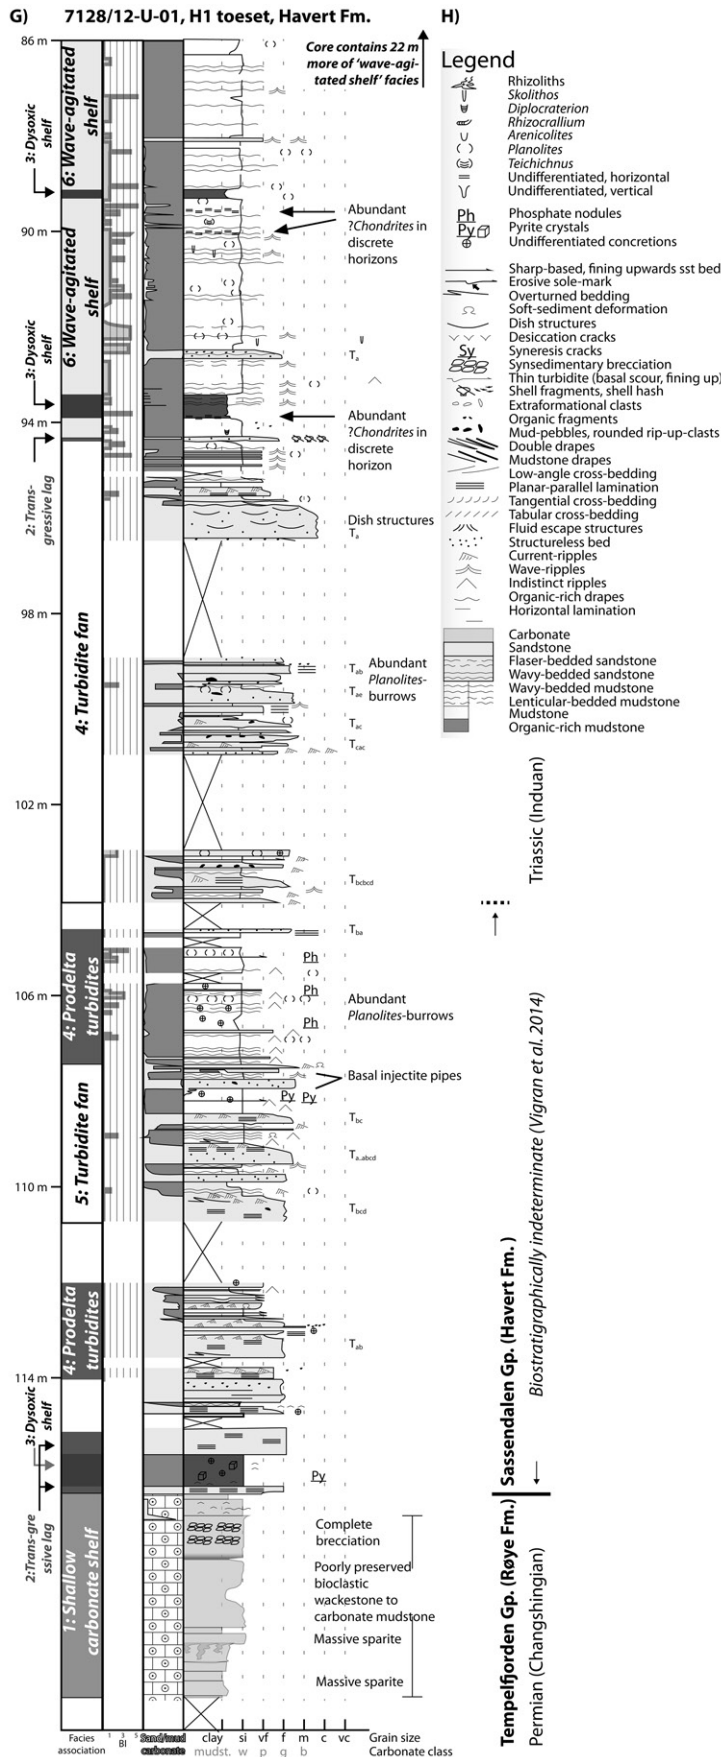 G) 7128/12-U-01, H1 toeset, Havert Fm.
86 m
Core contains 22 m
more of ‘wave-agi-
tated shelf’ facies
3: Dysoxic
shelf
6: Wave-agitated
shelf
90 m
Abundant
?Chondrites in
discrete
horizons
6: Wave-agitated
shelf
3: Dysoxic
shelf
Ta
94 m
Abundant
?Chondrites in
discrete
horizon
2: Trans-
gressive lag
Dish structures
Ta
98 m
4: Turbidite fan
Tab
Tae
Tac
Tcac
Abundant
Planolites-
burrows
102 m
Tbcbcd
Tba
4: Prodelta
turbidites
Ph
Ph
106 m
Ph
Abundant
Planolites-burrows
5: Turbidite fan
Basal injectite pipes
Py Py
Tbc
Ta..abcd
110 m
Tbcd
4: Prodelta
turbidites
Tab
114 m
3: Dysoxic
shelf
Py
2:Trans-gre
ssive lag
1: Shallow
carbonate shelf
Complete
brecciation
Poorly preserved
bioclastic
wackestone to
carbonate mudstone
Massive sparite
Massive sparite
Facies
association
1 3 5
BI
Sand/mud
carbonate
clay si vf f m c vc Grain size
mudst. w p g b Carbonate class
H)
Legend
Rhizoliths
Skolithos
Diplocraterion
Rhizocrallium
Arenicolites
Planolites
Teichichnus
Undifferentiated, horizontal
Undifferentiated, vertical
Ph Phosphate nodules
Py Pyrite crystals
Undifferentiated concretions
Sharp-based, fining upwards sst bed
Erosive sole-mark
Overturned bedding
Soft-sediment deformation
Dish structures
Desiccation cracks
Sy Syneresis cracks
Synsedimentary brecciation
Thin turbidite (basal scour, fining up)
Shell fragments, shell hash
Extraformational clasts
Organic fragments
Mud-pebbles, rounded rip-up-clasts
Double drapes
Mudstone drapes
Low-angle cross-bedding
Planar-parallel lamination
Tangential cross-bedding
Tabular cross-bedding
Fluid escape structures
Structureless bed
Current-ripples
Wave-ripples
Indistinct ripples
Organic-rich drapes
Horizontal lamination
Carbonate
Sandstone
Flaser-bedded sandstone
Wavy-bedded sandstone
Wavy-bedded mudstone
Lenticular-bedded mudstone
Mudstone
Organic-rich mudstone
Triassic (Induan)
Biostratigraphically indeterminate (Vigran et al. 2014)
Sassendalen Gp. (Havert Fm.)
Tempelfjorden Gp. (Røye Fm.)
Permian (Changshingian)